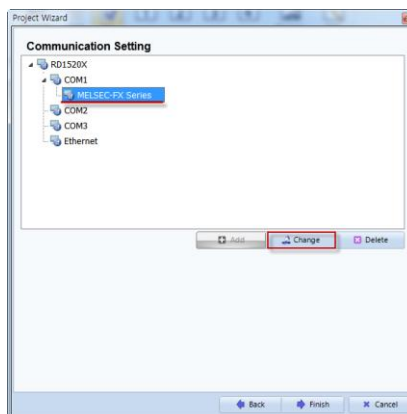 Project Wizard
Communication Setting
RD1520X
COM1
MELSEC-FX Series
COM2
COM3
Ethernet
Add Change Delete
Back Finish Cancel